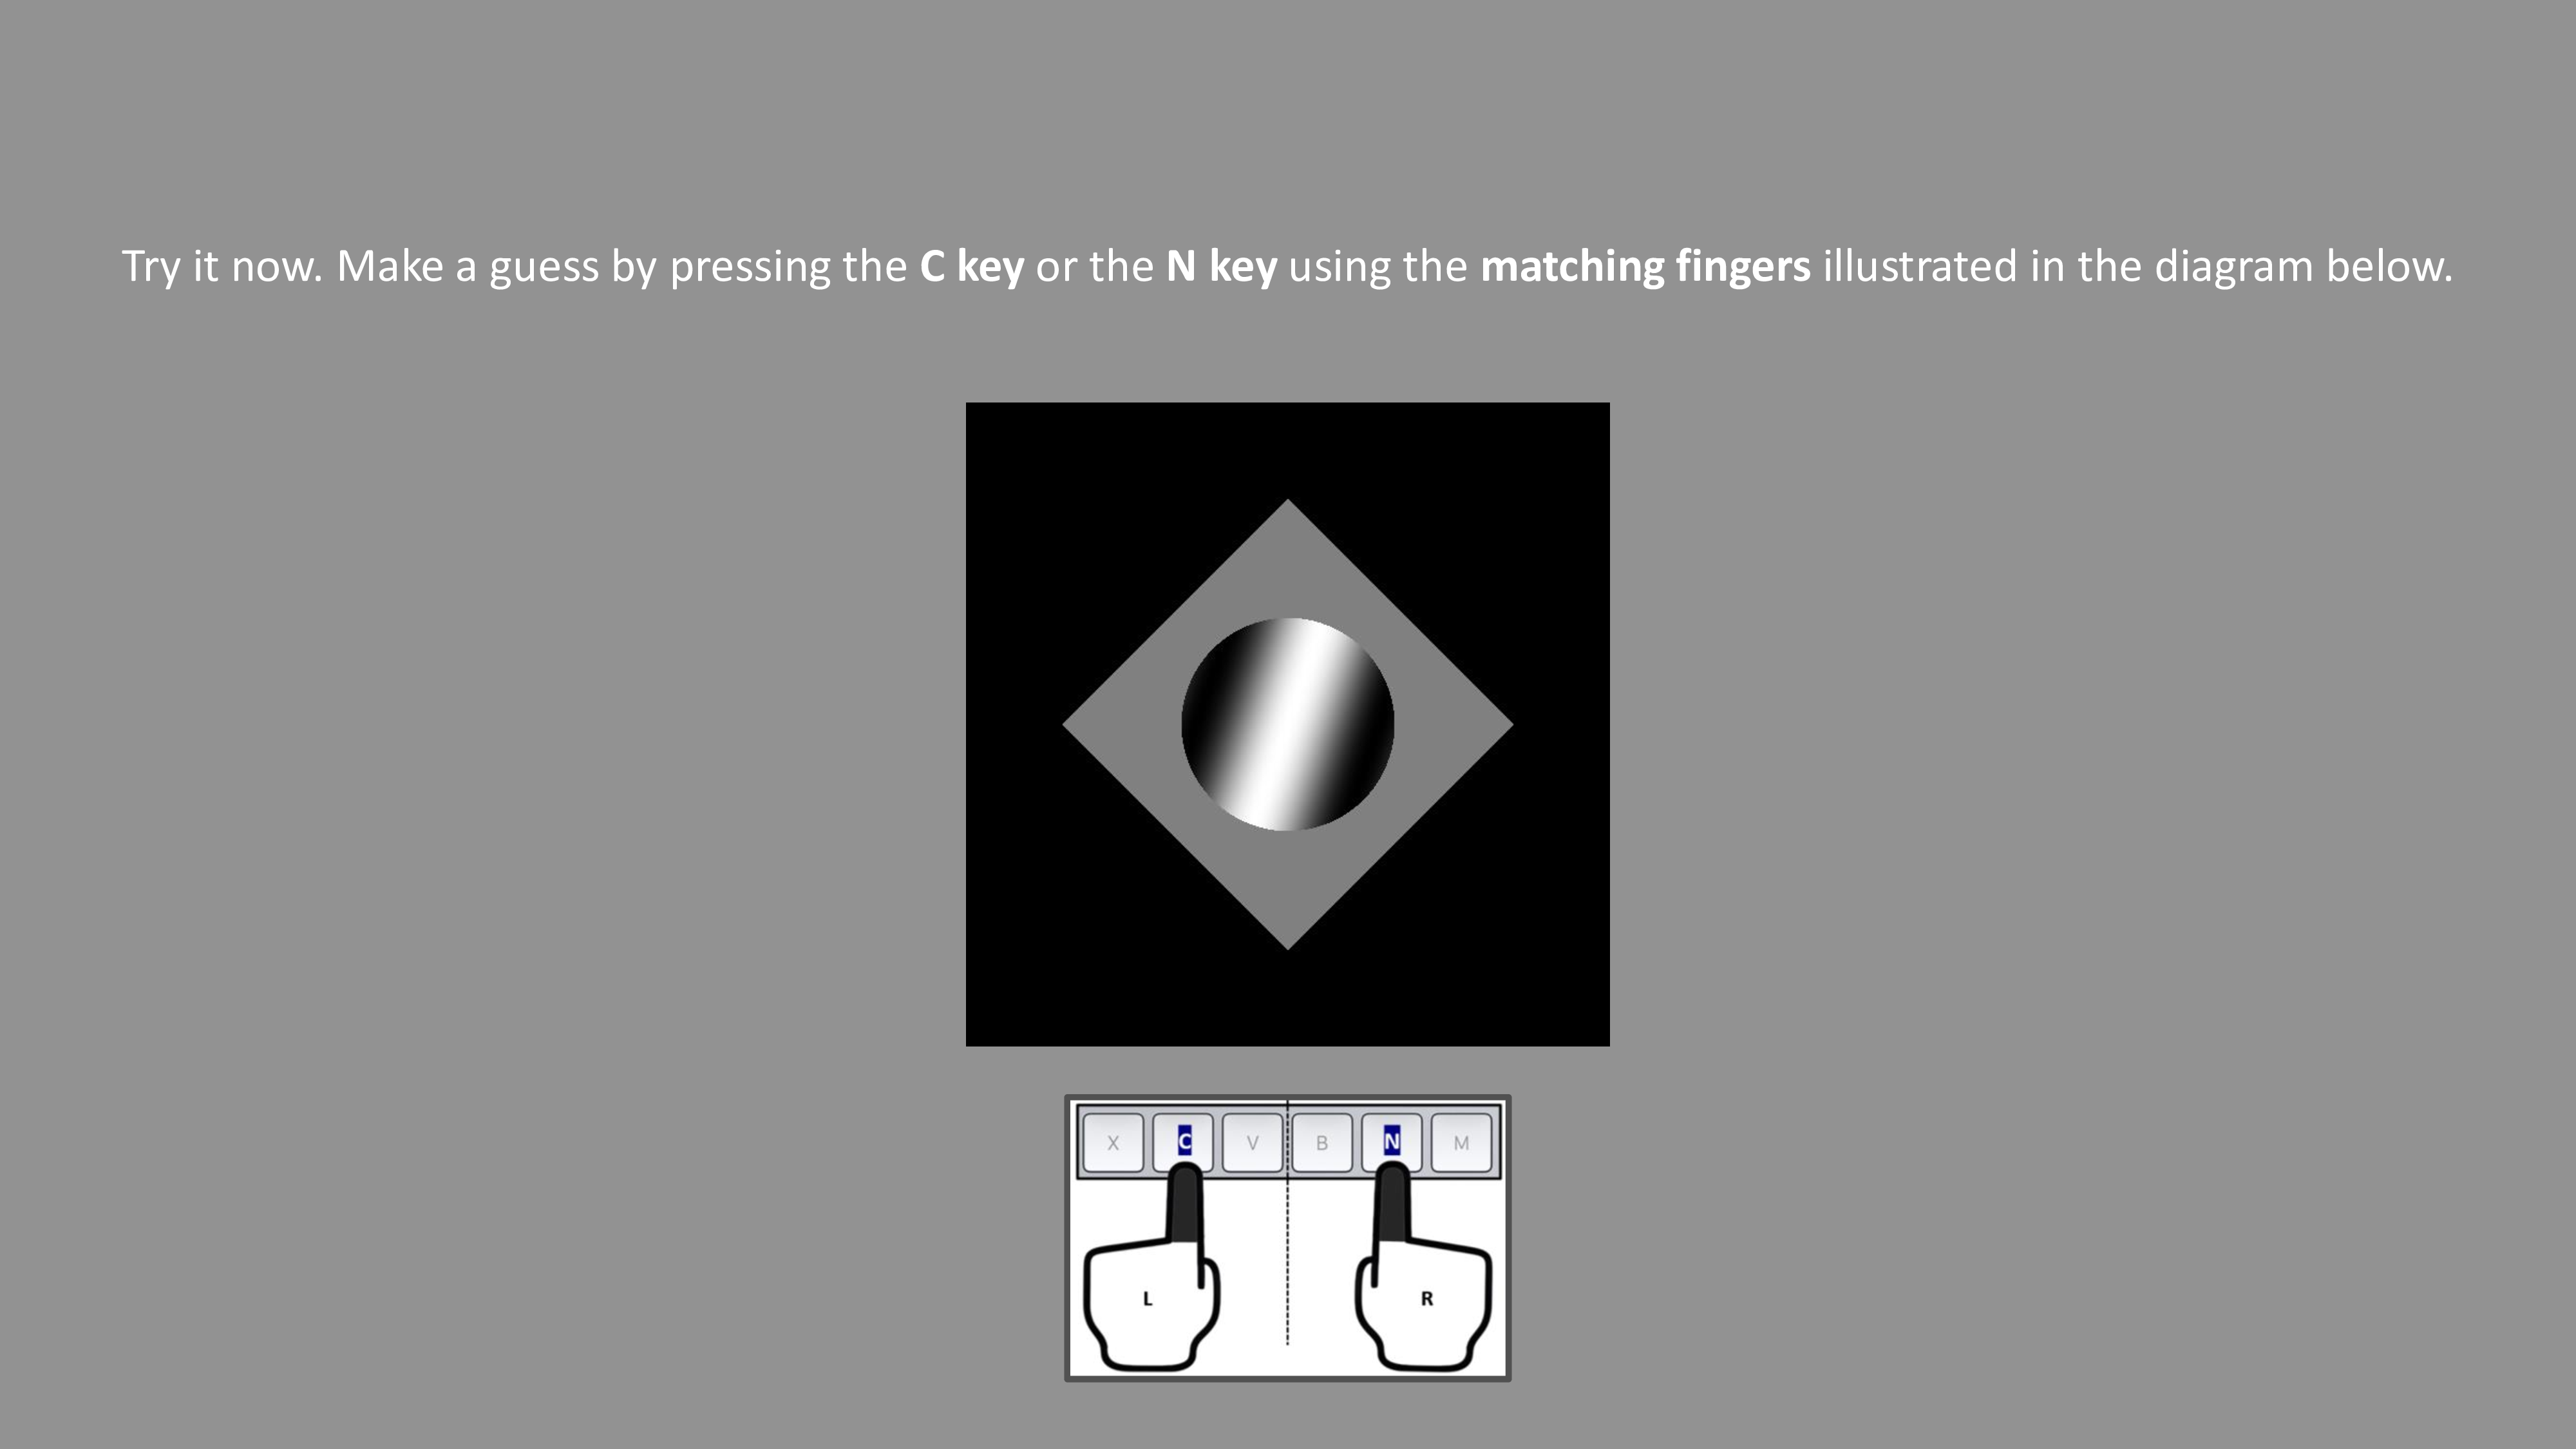 Try it now. Make a guess by pressing the C key or the N key using the matching fingers illustrated in the diagram below.
X C V B N M
L R